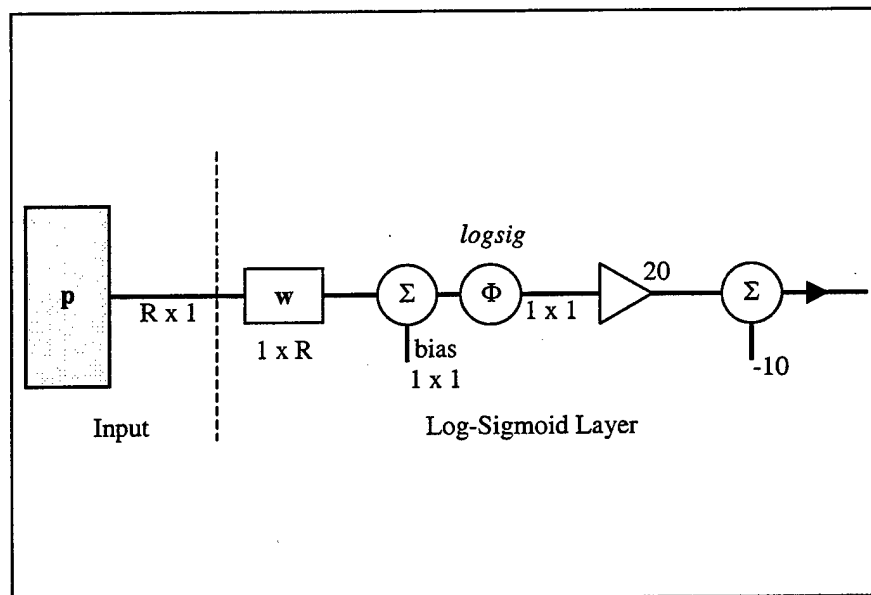 logsig
20
p
w
Σ
Φ
Σ
R x 1
1 x 1
1 x R
bias
1 x 1
-10
Input
Log-Sigmoid Layer